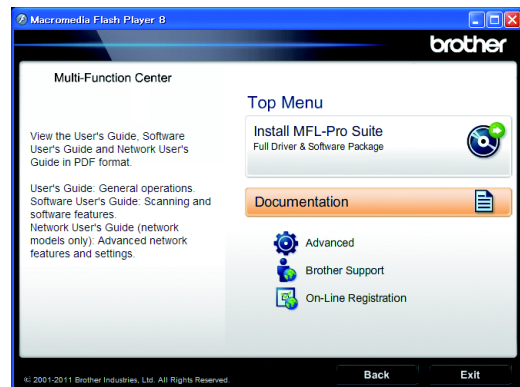 Macromedia Flash Player 8
brother
Multi-Function Center
View the User's Guide, Software
User's Guide and Network User's
Guide in PDF format.
User's Guide: General operations.
Software User's Guide: Scanning and
software features.
Network User's Guide (network
models only): Advanced network
features and settings.
Top Menu
Install MFL-Pro Suite
Full Driver & Software Package
Documentation
Advanced
Brother Support
On-Line Registration
© 2001-2011 Brother Industries, Ltd. All Rights Reserved.
Back
Exit